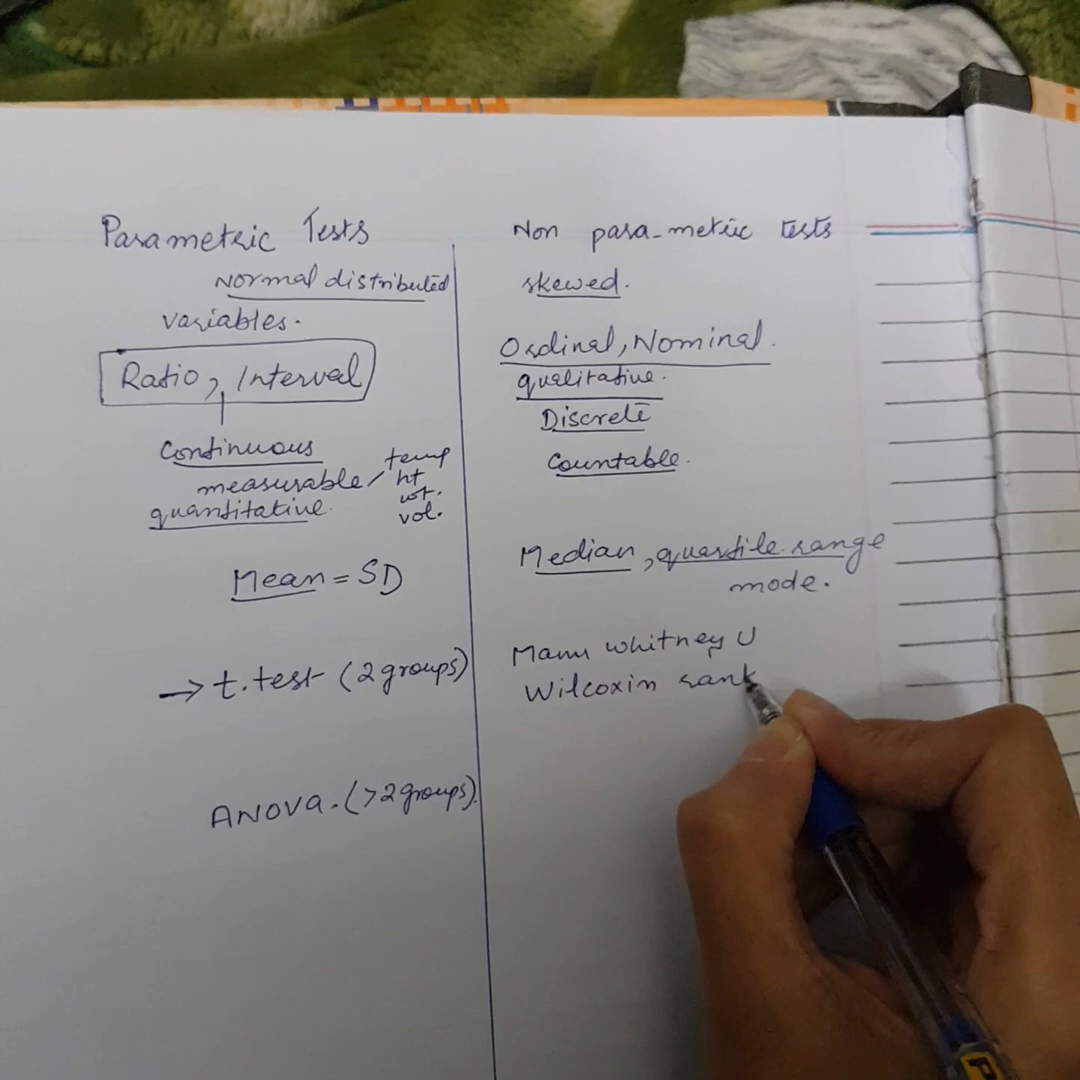 Parametric Tests
Normal distributed
variables.
Ratio, Interval
Continuous
measurable
temp
ht
wt.
vol.
quantitative.
Mean = SD
→ t.test (2 groups)
ANOVA. (>2 groups).
Non para-metric tests
skewed.
Ordinal, Nominal.
qualitative.
Discrete
Countable.
Median, quartile range
mode.
Mann whitney U
Wilcoxin rank